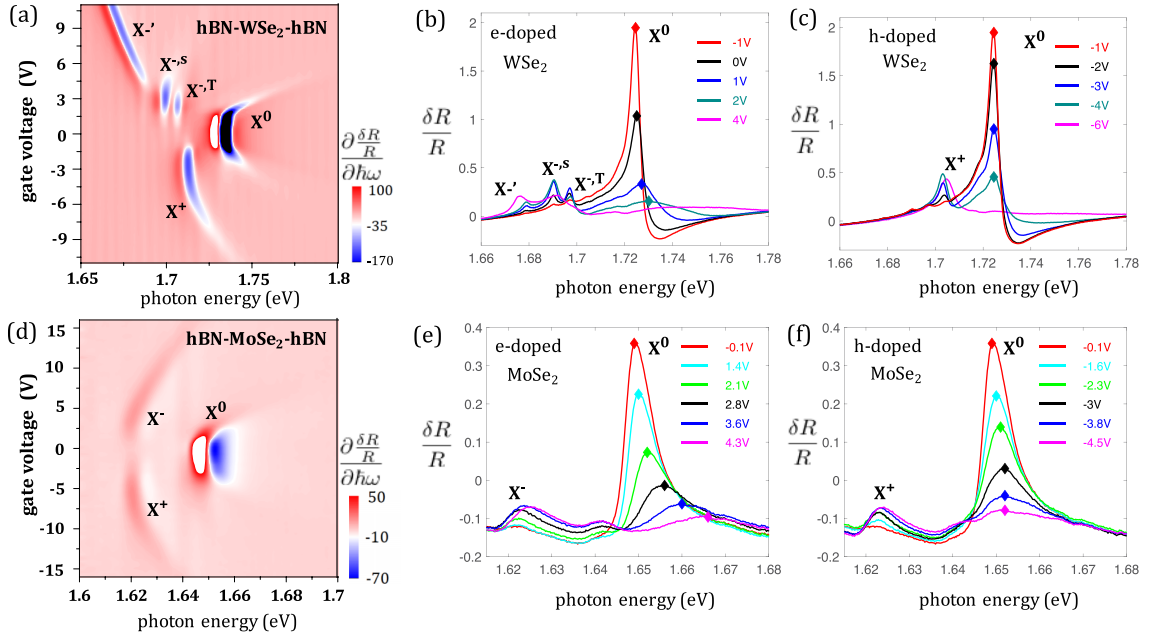 (a)
hBN-WSe₂-hBN
X-'
X⁻,ˢ
X⁻,ᵀ
X⁰
X⁺
gate voltage (V)
9
6
3
0
-3
-6
-9
1.65
1.7
1.75
1.8
photon energy (eV)
∂ δR/R
∂ħω
100
-35
-170
(b)
e-doped
WSe₂
X⁰
-1V
0V
1V
2V
4V
X-'
X⁻,ˢ
X⁻,ᵀ
δR
R
2
1.5
1
0.5
0
1.66
1.68
1.70
1.72
1.74
1.76
1.78
photon energy (eV)
(c)
h-doped
WSe₂
X⁰
-1V
-2V
-3V
-4V
-6V
X⁺
δR
R
2
1.5
1
0.5
0
1.66
1.68
1.7
1.72
1.74
1.76
1.78
photon energy (eV)
(d)
hBN-MoSe₂-hBN
X⁻
X⁰
X⁺
gate voltage (V)
15
10
5
0
-5
-10
-15
1.6
1.62
1.64
1.66
1.68
1.7
photon energy (eV)
∂ δR/R
∂ħω
50
-10
-70
(e)
e-doped
MoSe₂
X⁰
-0.1V
1.4V
2.1V
2.8V
3.6V
4.3V
X⁻
δR
R
0.4
0.3
0.2
0.1
0
-0.1
-0.2
1.62
1.63
1.64
1.65
1.66
1.67
1.68
photon energy (eV)
(f)
h-doped
MoSe₂
X⁰
-0.1V
-1.6V
-2.3V
-3V
-3.8V
-4.5V
X⁺
δR
R
0.4
0.3
0.2
0.1
0
-0.1
-0.2
1.62
1.63
1.64
1.65
1.66
1.67
1.68
photon energy (eV)